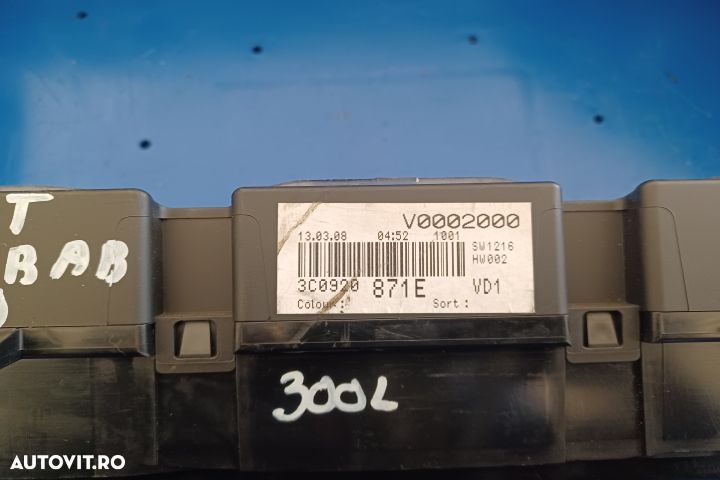 V0002000
13.03.08 04:52 1001
SW1216
HW002
3C0920 871E VD1
Colour: Sort :
T
BAB
300L
AUTOVIT.RO